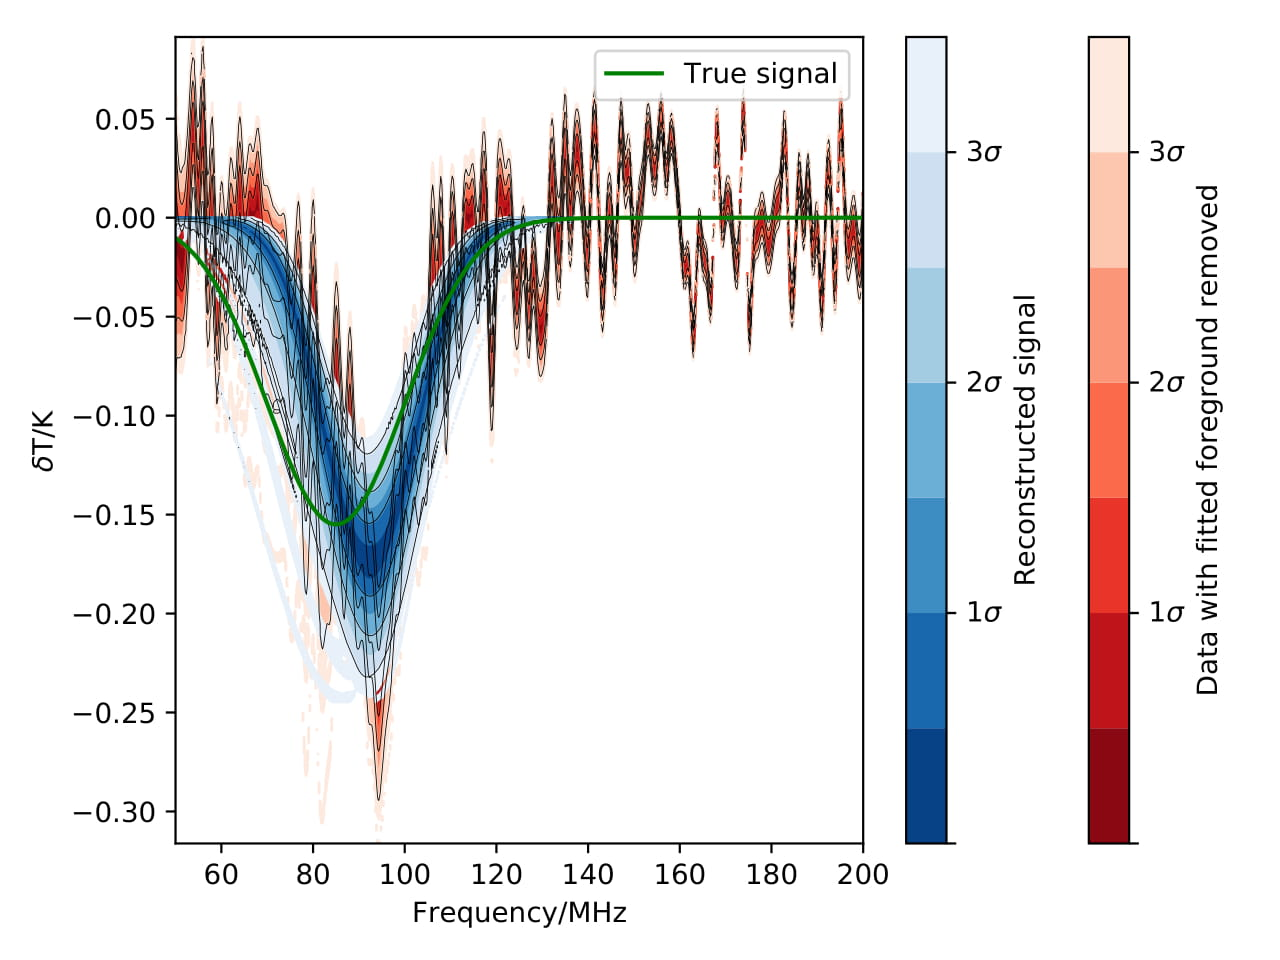 True signal
0.05
0.00
−0.05
−0.10
−0.15
−0.20
−0.25
−0.30
δT/K
60 80 100 120 140 160 180 200
Frequency/MHz
3σ
2σ
1σ
Reconstructed signal
3σ
2σ
1σ
Data with fitted foreground removed